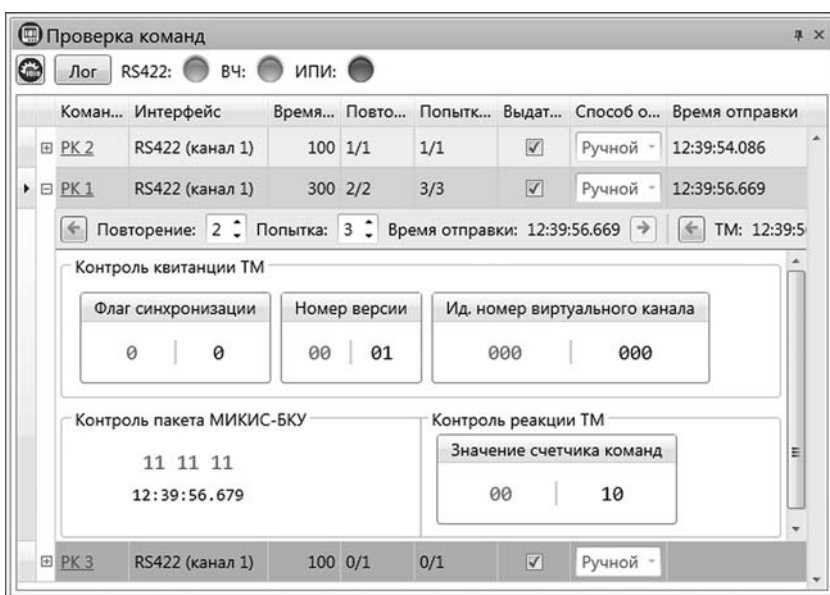 Проверка команд
Лог RS422: ВЧ: ИПИ:
Коман... Интерфейс Время... Повто... Попытк... Выдат... Способ о... Время отправки
РК 2 RS422 (канал 1) 100 1/1 1/1 Ручной 12:39:54.086
РК 1 RS422 (канал 1) 300 2/2 3/3 Ручной 12:39:56.669
Повторение: 2 Попытка: 3 Время отправки: 12:39:56.669 ТМ: 12:39:5
Контроль квитанции ТМ
Флаг синхронизации Номер версии Ид. номер виртуального канала
0 0 00 01 000 000
Контроль пакета МИКИС-БКУ Контроль реакции ТМ
Значение счетчика команд
11 11 11
00 10
12:39:56.679
РК 3 RS422 (канал 1) 100 0/1 0/1 Ручной